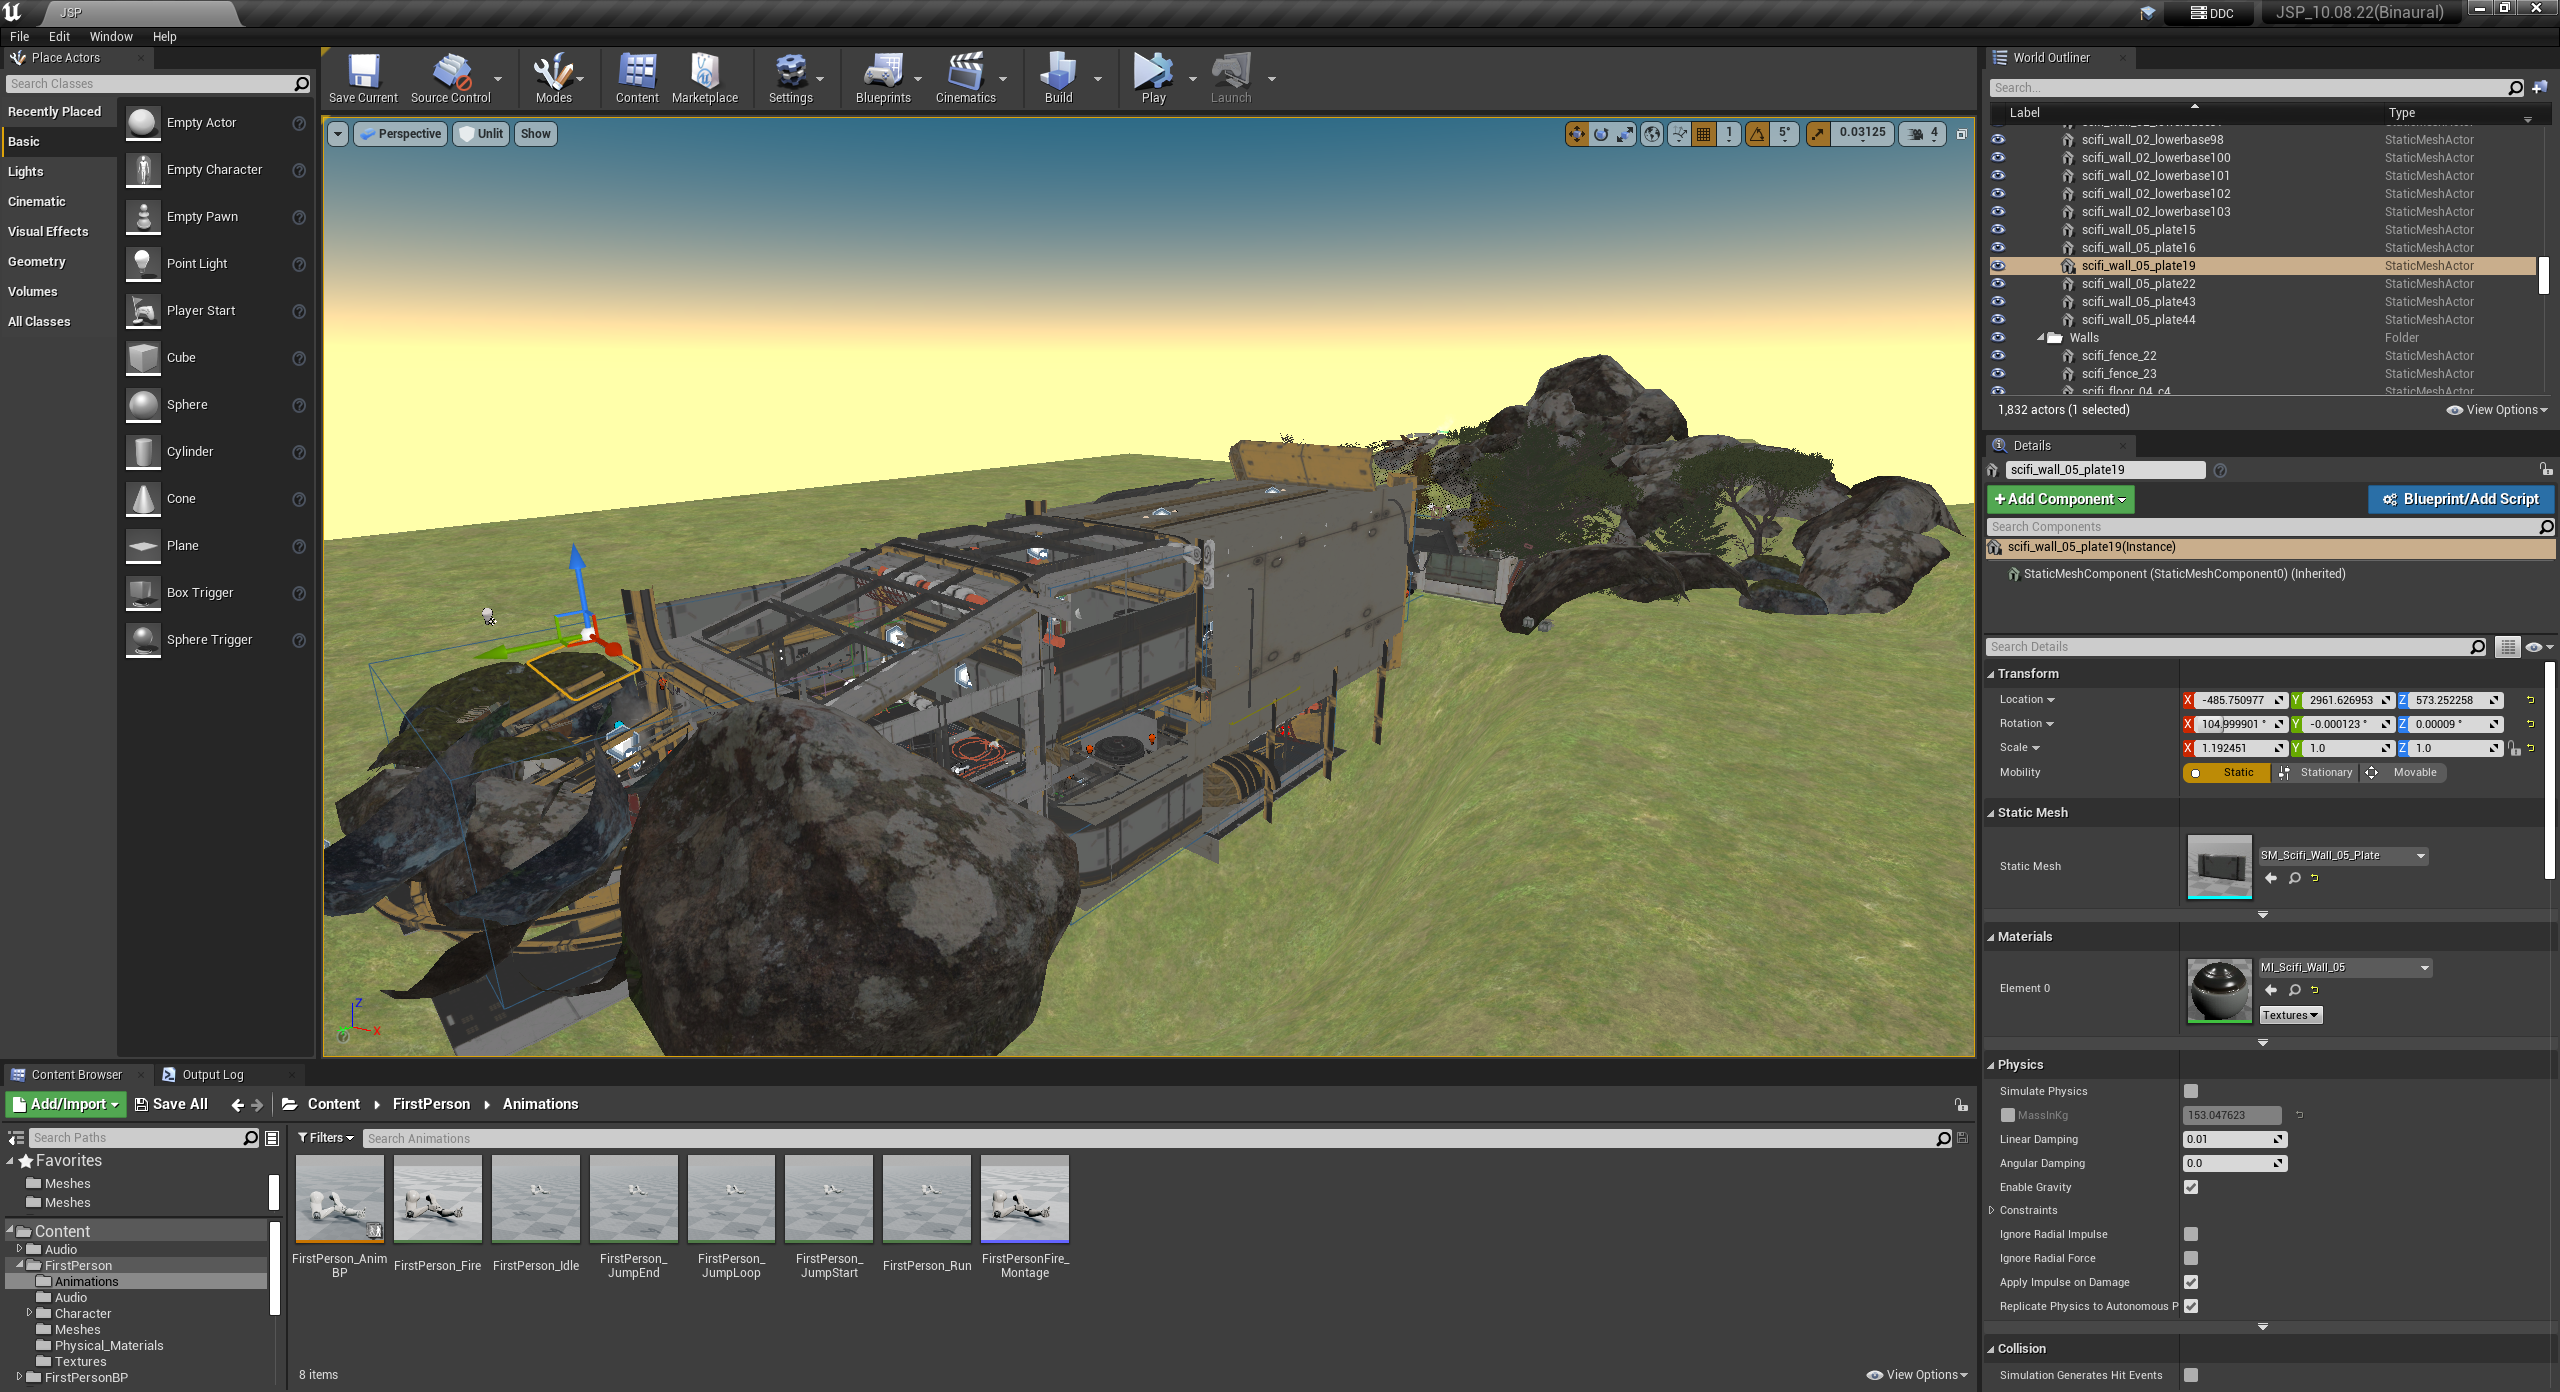 JSP
DDC
JSP_10.08.22(Binaural)
File Edit Window Help
Place Actors
Search Classes
Recently Placed
Basic
Lights
Cinematic
Visual Effects
Geometry
Volumes
All Classes
Empty Actor
Empty Character
Empty Pawn
Point Light
Player Start
Cube
Sphere
Cylinder
Cone
Plane
Box Trigger
Sphere Trigger
Save Current Source Control Modes Content Marketplace Settings Blueprints Cinematics Build Play Launch
Perspective Unlit Show
1 5° 0.03125 4
Z
X
World Outliner
Search...
Label Type
scifi_wall_02_lowerbase98 StaticMeshActor
scifi_wall_02_lowerbase100 StaticMeshActor
scifi_wall_02_lowerbase101 StaticMeshActor
scifi_wall_02_lowerbase102 StaticMeshActor
scifi_wall_02_lowerbase103 StaticMeshActor
scifi_wall_05_plate15 StaticMeshActor
scifi_wall_05_plate16 StaticMeshActor
scifi_wall_05_plate19 StaticMeshActor
scifi_wall_05_plate22 StaticMeshActor
scifi_wall_05_plate43 StaticMeshActor
scifi_wall_05_plate44 StaticMeshActor
Walls Folder
scifi_fence_22 StaticMeshActor
scifi_fence_23 StaticMeshActor
scifi_floor_04_c4 StaticMeshActor
1,832 actors (1 selected) View Options
Details
scifi_wall_05_plate19
+Add Component Blueprint/Add Script
Search Components
scifi_wall_05_plate19(Instance)
StaticMeshComponent (StaticMeshComponent0) (Inherited)
Search Details
Transform
Location X -485.750977 Y 2961.626953 Z 573.252258
Rotation X 104.999901 ° Y -0.000123 ° Z 0.00009 °
Scale X 1.192451 Y 1.0 Z 1.0
Mobility Static Stationary Movable
Static Mesh
Static Mesh SM_Scifi_Wall_05_Plate
Materials
Element 0 MI_Scifi_Wall_05
Textures
Physics
Simulate Physics
MassInKg 153.047623
Linear Damping 0.01
Angular Damping 0.0
Enable Gravity
Constraints
Ignore Radial Impulse
Ignore Radial Force
Apply Impulse on Damage
Replicate Physics to Autonomous P
Collision
Simulation Generates Hit Events
Content Browser Output Log
Add/Import Save All Content FirstPerson Animations
Search Paths
Filters Search Animations
Favorites
Meshes
Meshes
Content
Audio
FirstPerson
Animations
Audio
Character
Meshes
Physical_Materials
Textures
FirstPersonBP
FirstPerson_Anim
BP
FirstPerson_Fire
FirstPerson_Idle
FirstPerson_
JumpEnd
FirstPerson_
JumpLoop
FirstPerson_
JumpStart
FirstPerson_Run
FirstPersonFire_
Montage
8 items View Options